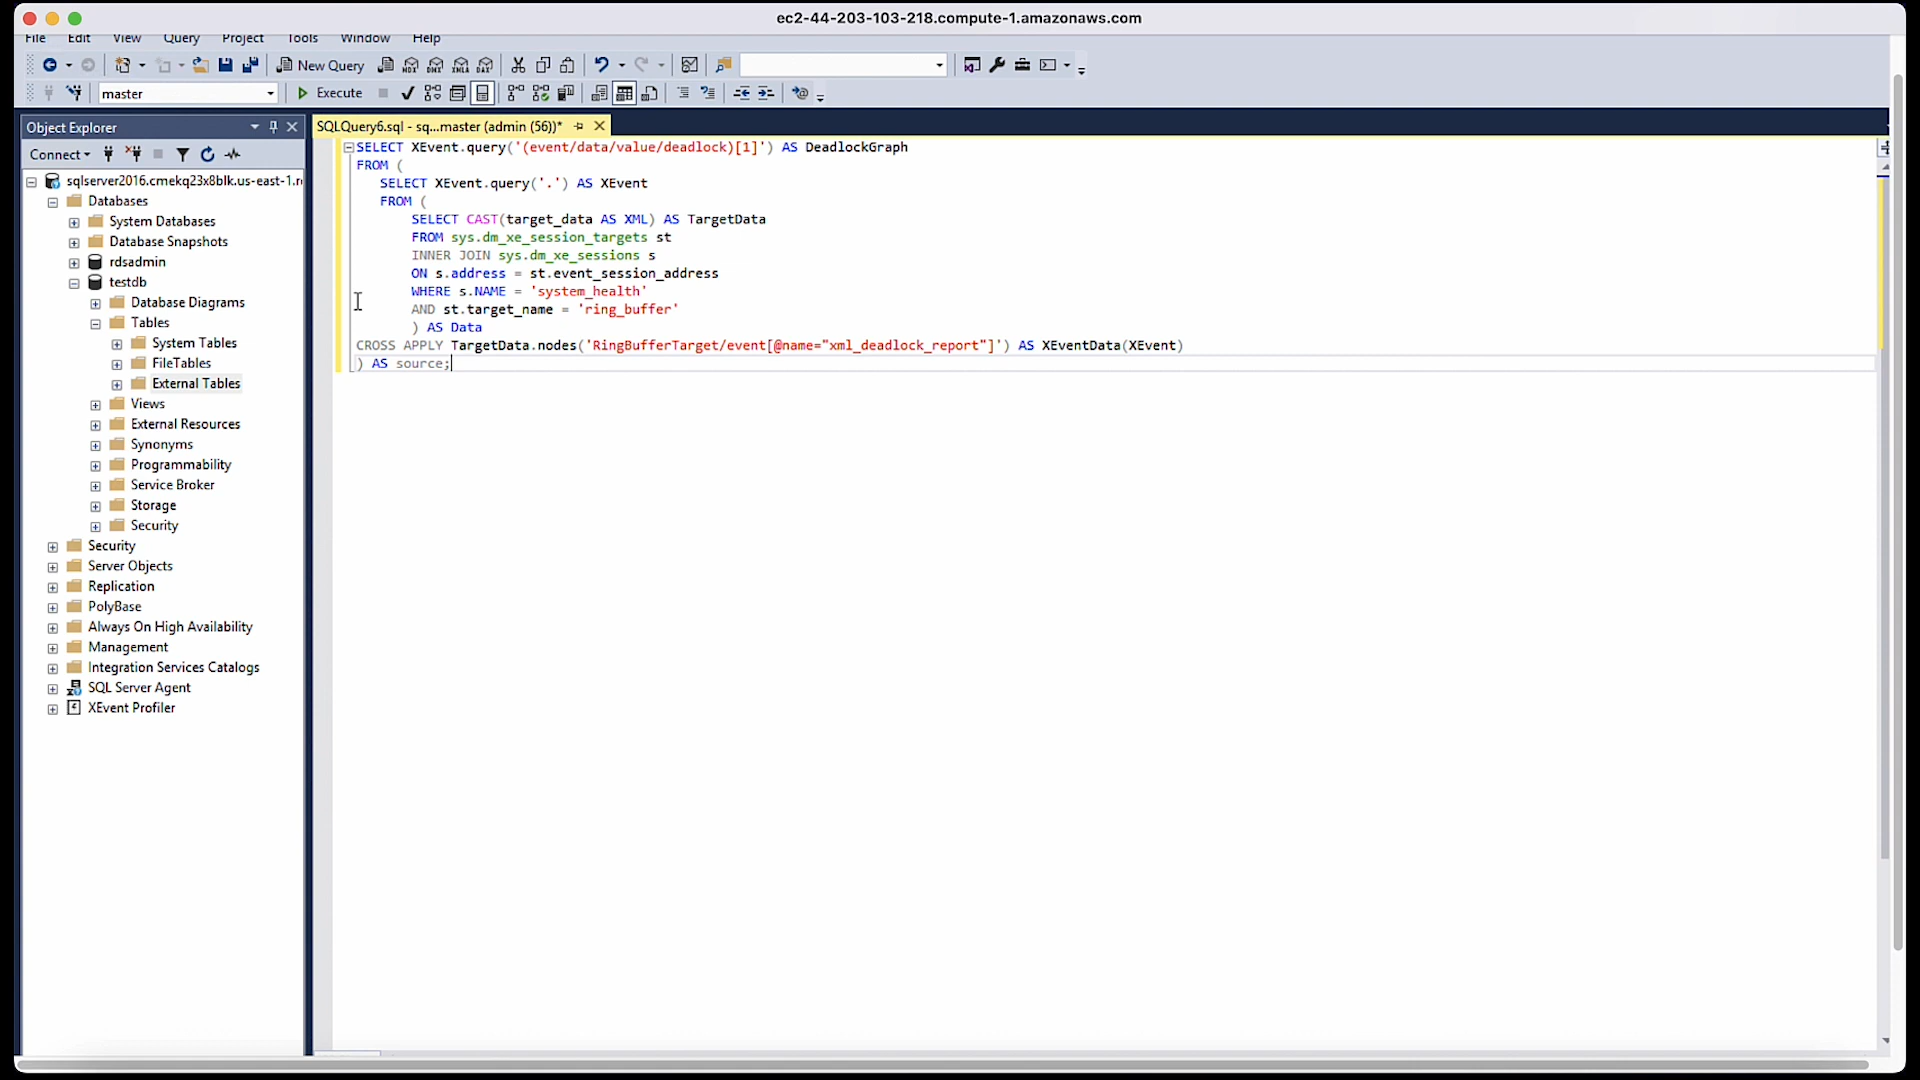 ec2-44-203-103-218.compute-1.amazonaws.com
File Edit View Query Project Tools Window Help
New Query
master Execute
Object Explorer
Connect
sqlserver2016.cmekq23x8blk.us-east-1.r
Databases
System Databases
Database Snapshots
rdsadmin
testdb
Database Diagrams
Tables
System Tables
FileTables
External Tables
Views
External Resources
Synonyms
Programmability
Service Broker
Storage
Security
Security
Server Objects
Replication
PolyBase
Always On High Availability
Management
Integration Services Catalogs
SQL Server Agent
XEvent Profiler
SQLQuery6.sql - sq...master (admin (56))*
SELECT XEvent.query('(event/data/value/deadlock)[1]') AS DeadlockGraph
FROM (
SELECT XEvent.query('.') AS XEvent
FROM (
SELECT CAST(target_data AS XML) AS TargetData
FROM sys.dm_xe_session_targets st
INNER JOIN sys.dm_xe_sessions s
ON s.address = st.event_session_address
WHERE s.NAME = 'system_health'
AND st.target_name = 'ring_buffer'
) AS Data
CROSS APPLY TargetData.nodes('RingBufferTarget/event[@name="xml_deadlock_report"]') AS XEventData(XEvent)
) AS source;